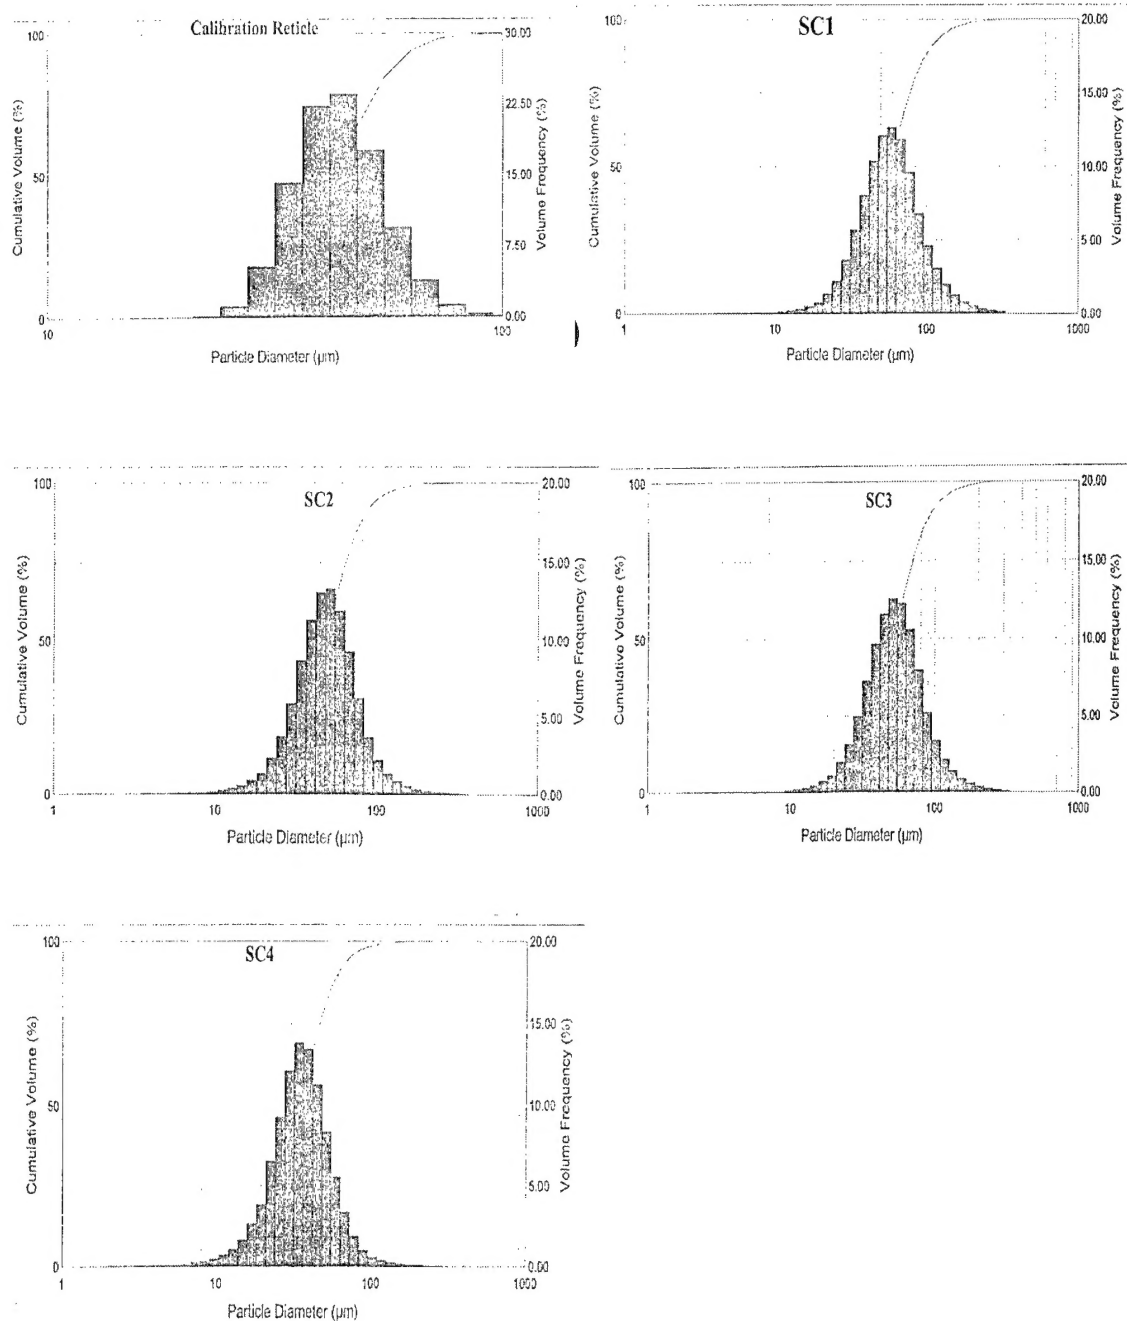 Calibration Reticle
100
50
0
Cumulative Volume (%)
30.00
22.50
15.00
7.50
0.00
Volume Frequency (%)
10
100
Particle Diameter (µm)
SC1
100
50
0
Cumulative Volume (%)
20.00
15.00
10.00
5.00
0.00
Volume Frequency (%)
1
10
100
1000
Particle Diameter (µm)
SC2
100
50
0
Cumulative Volume (%)
20.00
15.00
10.00
5.00
0.00
Volume Frequency (%)
1
10
100
1000
Particle Diameter (µm)
SC3
100
50
0
Cumulative Volume (%)
20.00
15.00
10.00
5.00
0.00
Volume Frequency (%)
1
10
100
1000
Particle Diameter (µm)
SC4
100
50
0
Cumulative Volume (%)
20.00
15.00
10.00
5.00
0.00
Volume Frequency (%)
1
10
100
1000
Particle Diameter (µm)